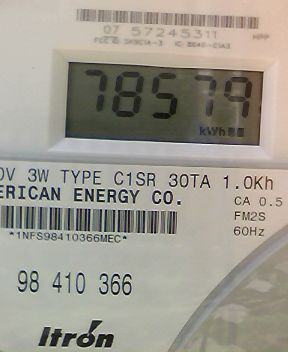 07 57245311
78579
kWh
0V 3W TYPE C1SR 30TA 1.0Kh
ERICAN ENERGY CO.
CA 0.5
FM2S
60Hz
*1NFS98410366MEC*
98 410 366
Itrón